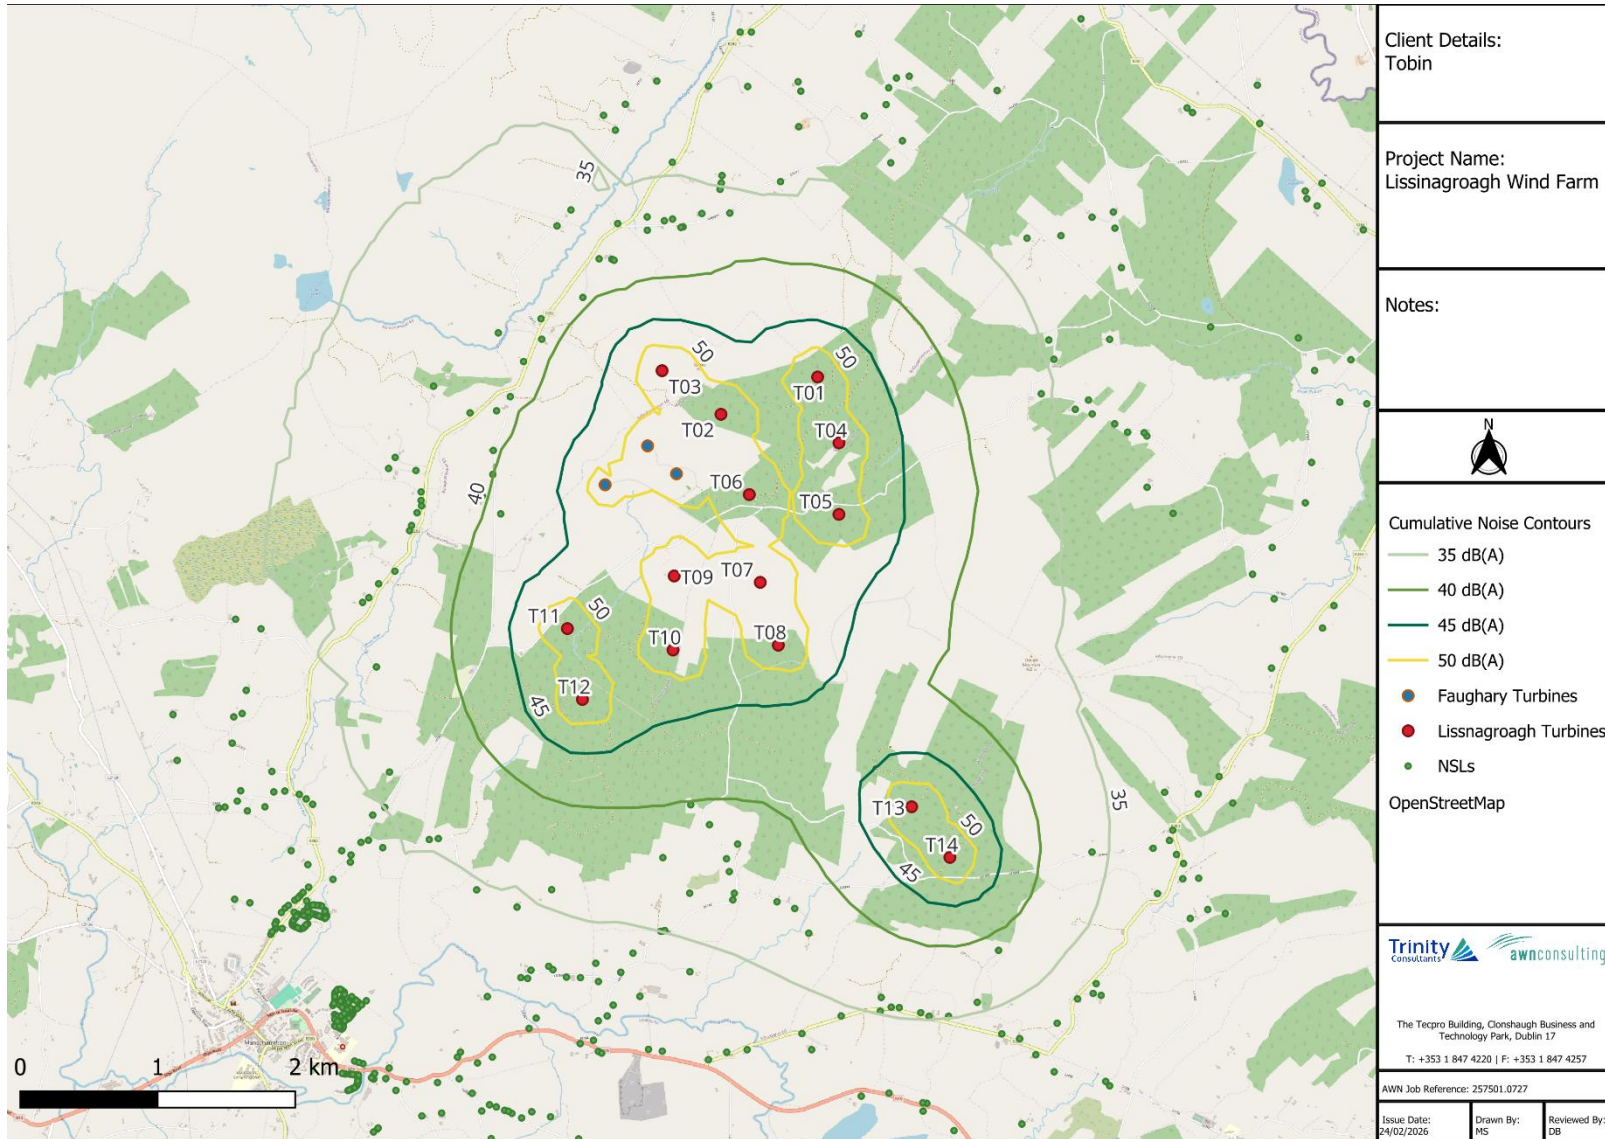 35
50
50
T03
T01
T02
T04
40
T06
T05
T09
T07
50
T11
T10
T08
T12
45
35
T13
50
T14
45
0
1
2 km
Client Details:
Tobin
Project Name:
Lissinagroagh Wind Farm
Notes:
N
Cumulative Noise Contours
35 dB(A)
40 dB(A)
45 dB(A)
50 dB(A)
Faughary Turbines
Lissnagroagh Turbines
NSLs
OpenStreetMap
Trinity
Consultants
awnconsulting
The Tecpro Building, Clonshaugh Business and
Technology Park, Dublin 17
T: +353 1 847 4220 | F: +353 1 847 4257
AWN Job Reference: 257501.0727
Issue Date:
24/02/2026
Drawn By:
MS
Reviewed By:
DB